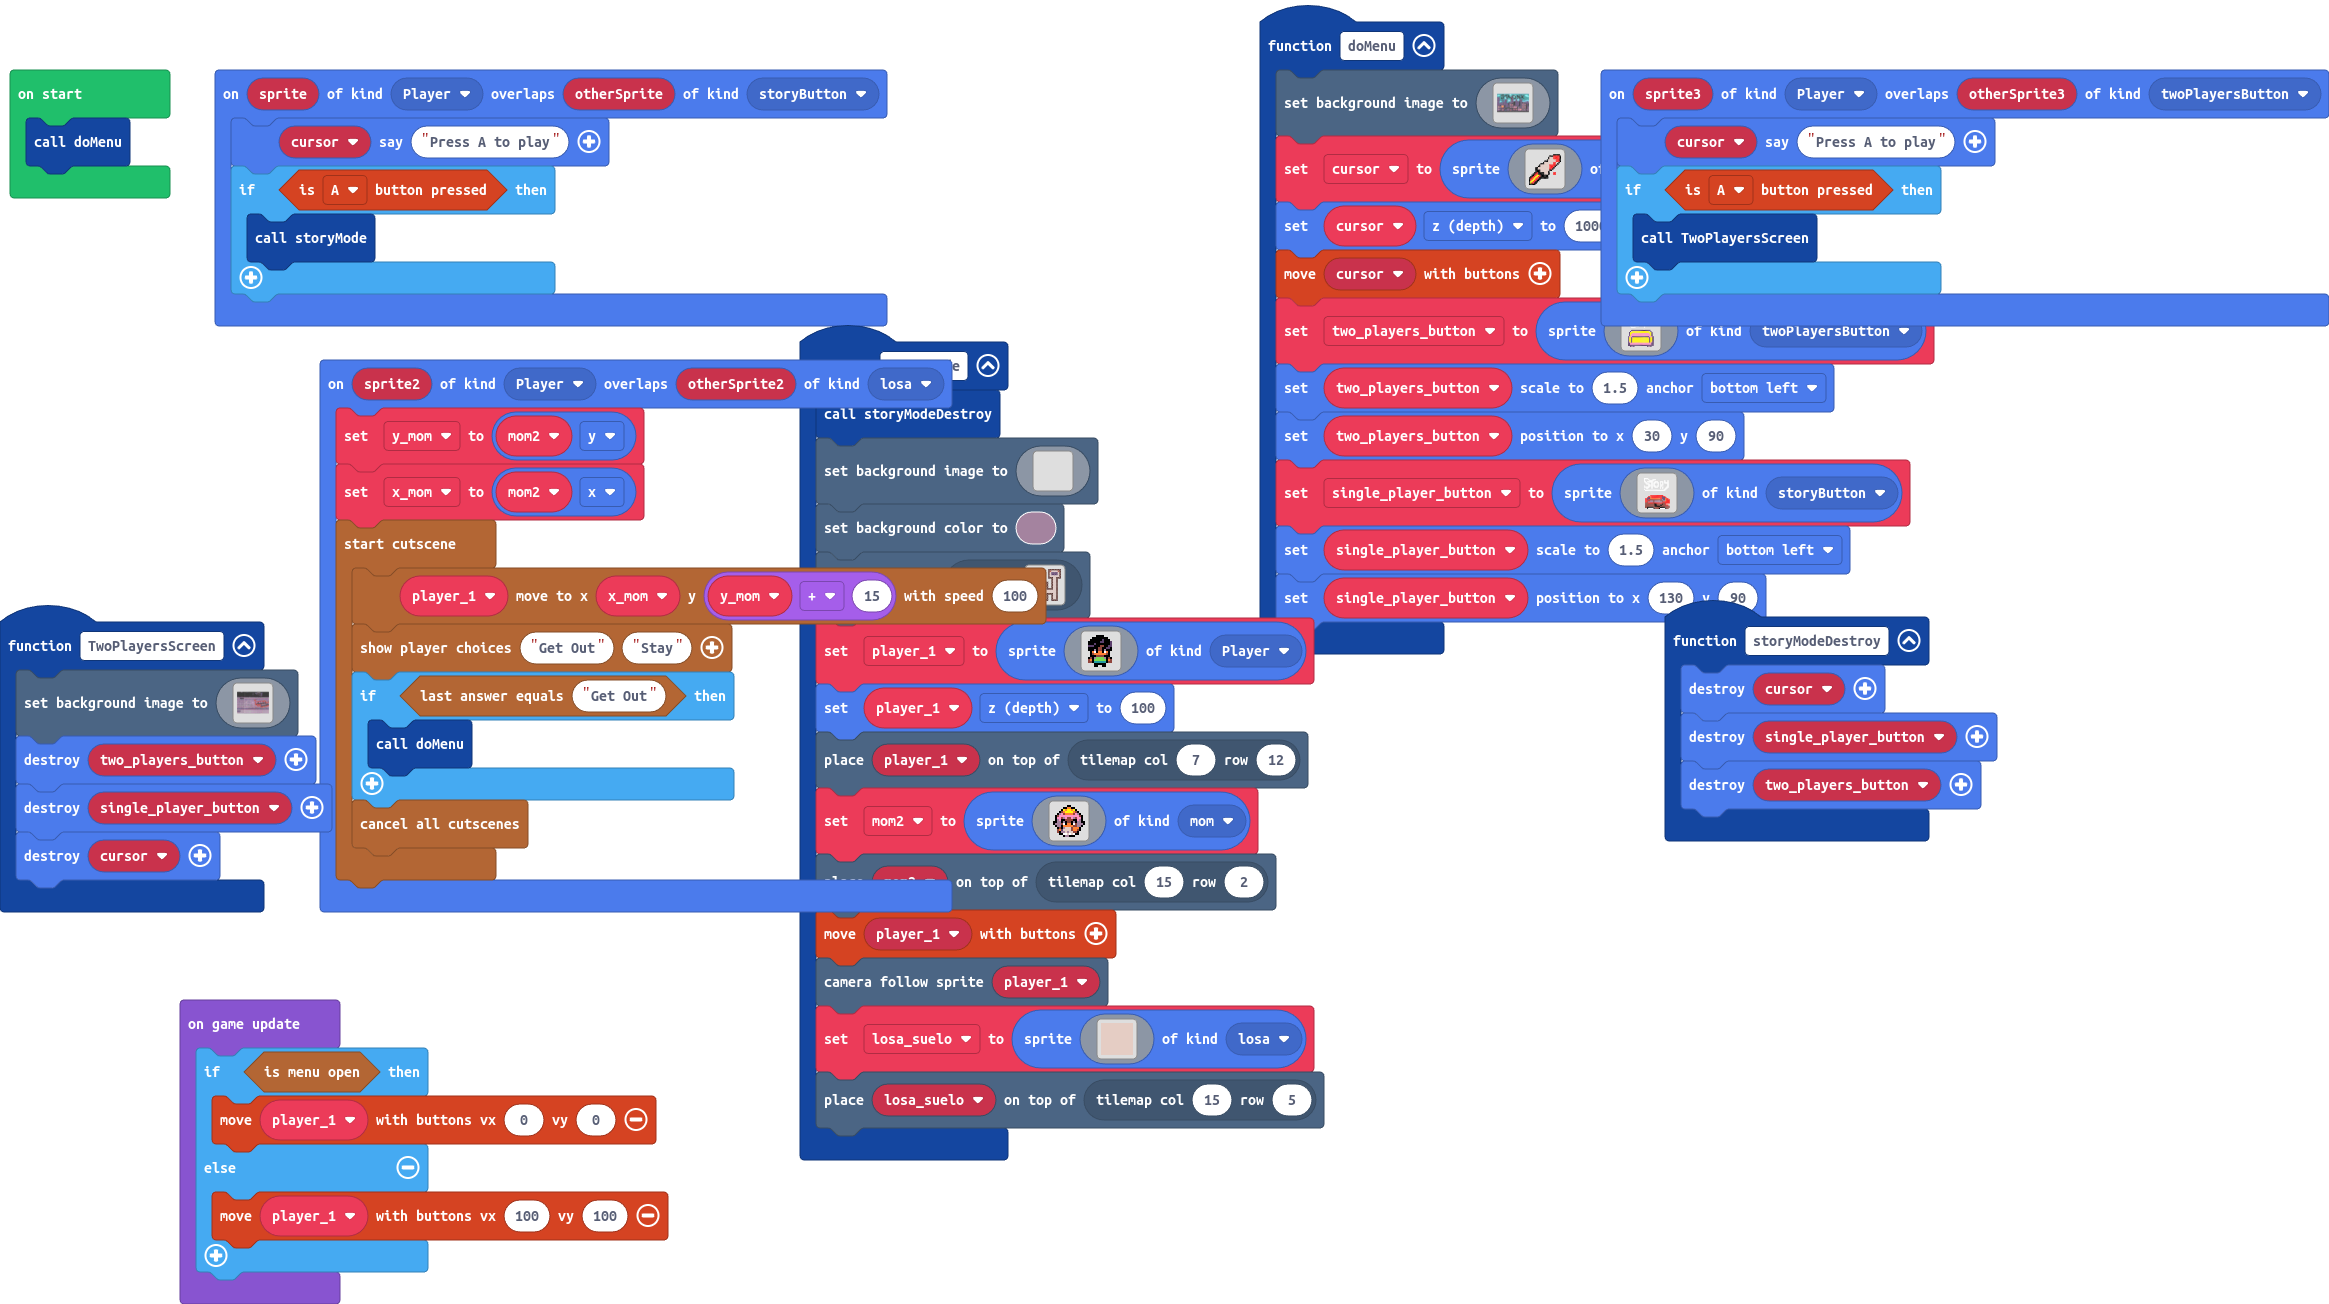 on start
call doMenu
on sprite of kind Player overlaps otherSprite of kind storyButton
cursor say "Press A to play"
if is A button pressed then
call storyMode
function doMenu
set background image to
set cursor to sprite
set cursor z (depth) to
move cursor with buttons
set two_players_button to sprite of kind twoPlayersButton
set two_players_button scale to 1.5 anchor bottom left
set two_players_button position to x 30 y 90
set single_player_button to sprite of kind storyButton
set single_player_button scale to 1.5 anchor bottom left
set single_player_button position to x 130 y 90
on sprite3 of kind Player overlaps otherSprite3 of kind twoPlayersButton
cursor say "Press A to play"
if is A button pressed then
call TwoPlayersScreen
on sprite2 of kind Player overlaps otherSprite2 of kind losa
set y_mom to mom2 y
set x_mom to mom2 x
start cutscene
player_1 move to x x_mom y y_mom + 15 with speed 100
show player choices "Get Out" "Stay"
if last answer equals "Get Out" then
call doMenu
cancel all cutscenes
call storyModeDestroy
set background image to
set background color to
set player_1 to sprite of kind Player
set player_1 z (depth) to 100
place player_1 on top of tilemap col 7 row 12
set mom2 to sprite of kind mom
on top of tilemap col 15 row 2
move player_1 with buttons
camera follow sprite player_1
set losa_suelo to sprite of kind losa
place losa_suelo on top of tilemap col 15 row 5
function TwoPlayersScreen
set background image to
destroy two_players_button
destroy single_player_button
destroy cursor
function storyModeDestroy
destroy cursor
destroy single_player_button
destroy two_players_button
on game update
if is menu open then
move player_1 with buttons vx 0 vy 0
else
move player_1 with buttons vx 100 vy 100